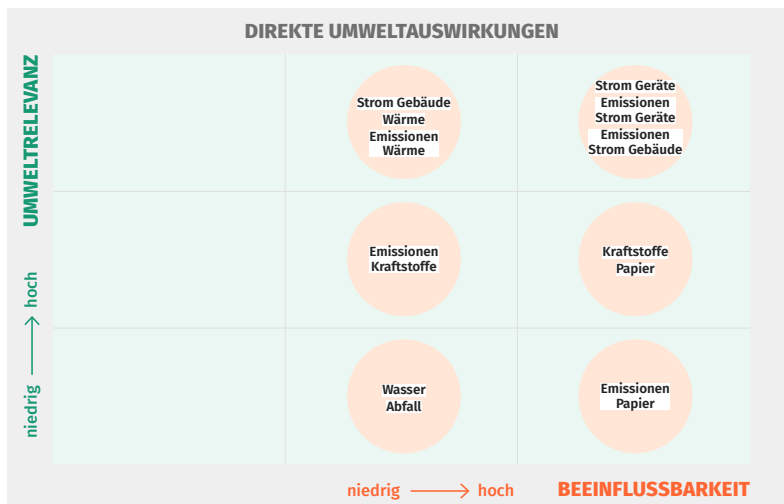 DIREKTE UMWELTAUSWIRKUNGEN
UMWELTRELEVANZ
niedrig → hoch
Strom Gebäude
Wärme
Emissionen
Wärme
Strom Geräte
Emissionen
Strom Geräte
Emissionen
Strom Gebäude
Emissionen
Kraftstoffe
Kraftstoffe
Papier
Wasser
Abfall
Emissionen
Papier
niedrig → hoch
BEEINFLUSSBARKEIT